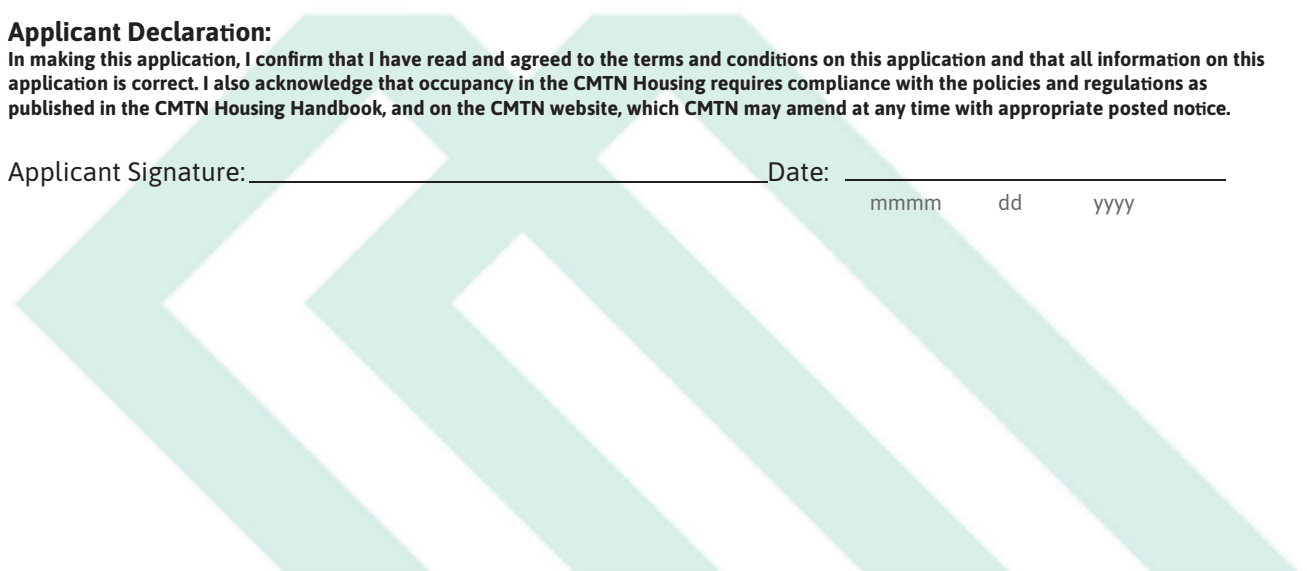 Applicant Declaration:
In making this application, I confirm that I have read and agreed to the terms and conditions on this application and that all information on this
application is correct. I also acknowledge that occupancy in the CMTN Housing requires compliance with the policies and regulations as
published in the CMTN Housing Handbook, and on the CMTN website, which CMTN may amend at any time with appropriate posted notice.
Applicant Signature: Date:
mmmm dd yyyy